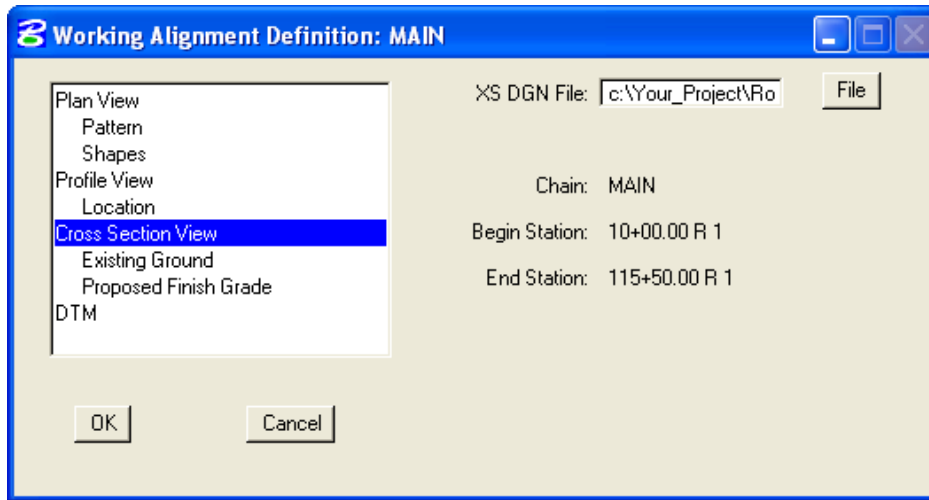 Working Alignment Definition: MAIN
Plan View
Pattern
Shapes
Profile View
Location
Cross Section View
Existing Ground
Proposed Finish Grade
DTM
XS DGN File: c:\Your_Project\Ro File
Chain: MAIN
Begin Station: 10+00.00 R 1
End Station: 115+50.00 R 1
OK Cancel